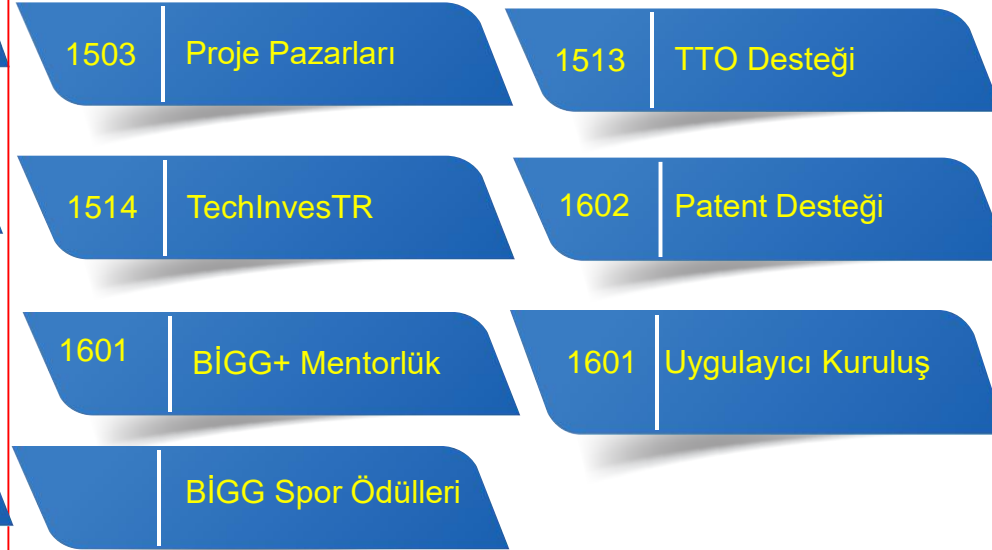 1503 Proje Pazarları
1513 TTO Desteği
1514 TechInvesTR
1602 Patent Desteği
1601 BİGG+ Mentorlük
1601 Uygulayıcı Kuruluş
BİGG Spor Ödülleri